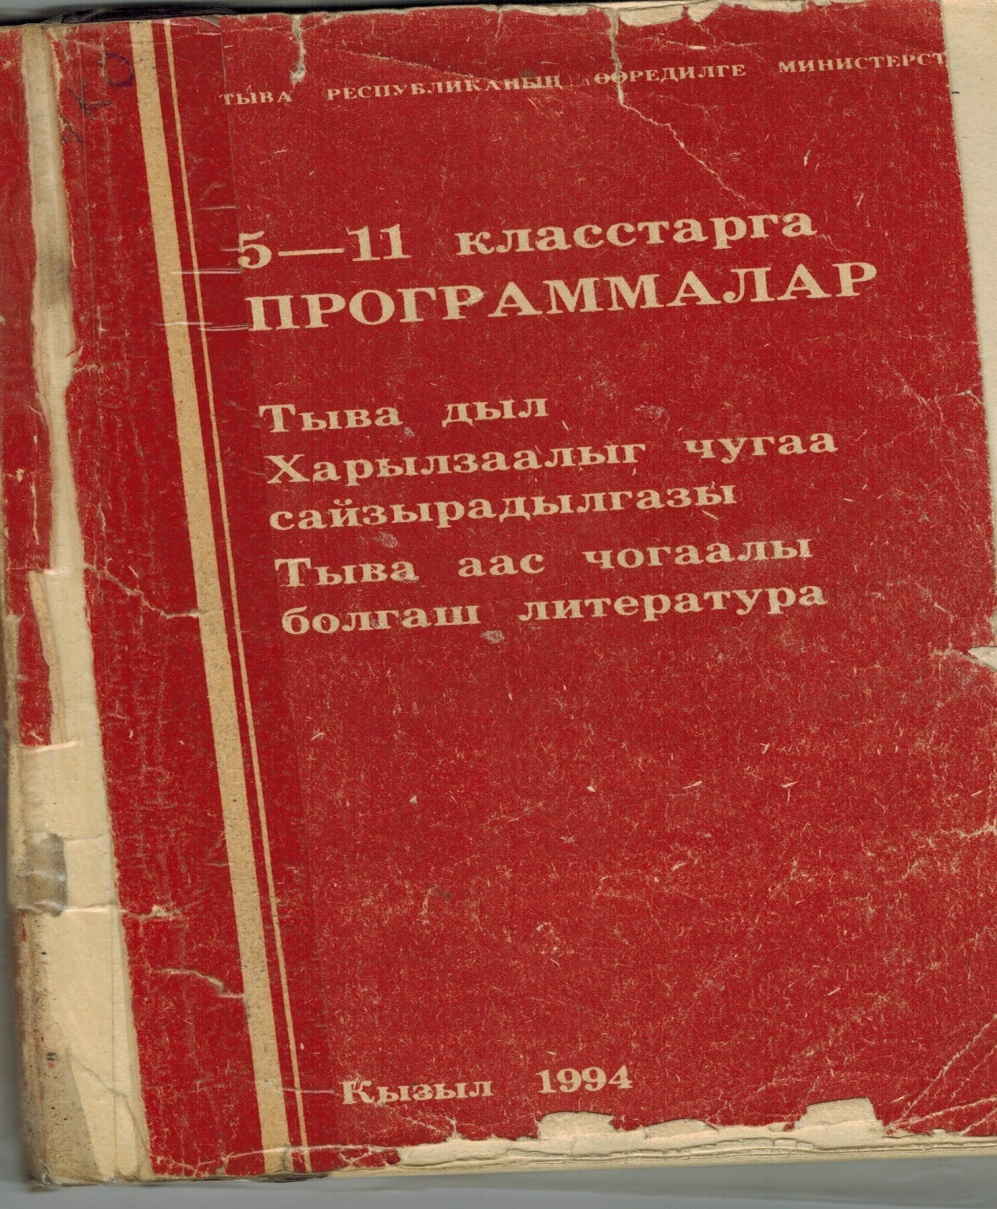 ТЫВА РЕСПУБЛИКАНЫҢ ӨӨРЕДИЛГЕ МИНИСТЕРСТ
5—11 класстарга
ПРОГРАММАЛАР
Тыва дыл
Харылзаалыг чугаа
сайзырадылгазы
Тыва аас чогаалы
болгаш литература
Кызыл 1994